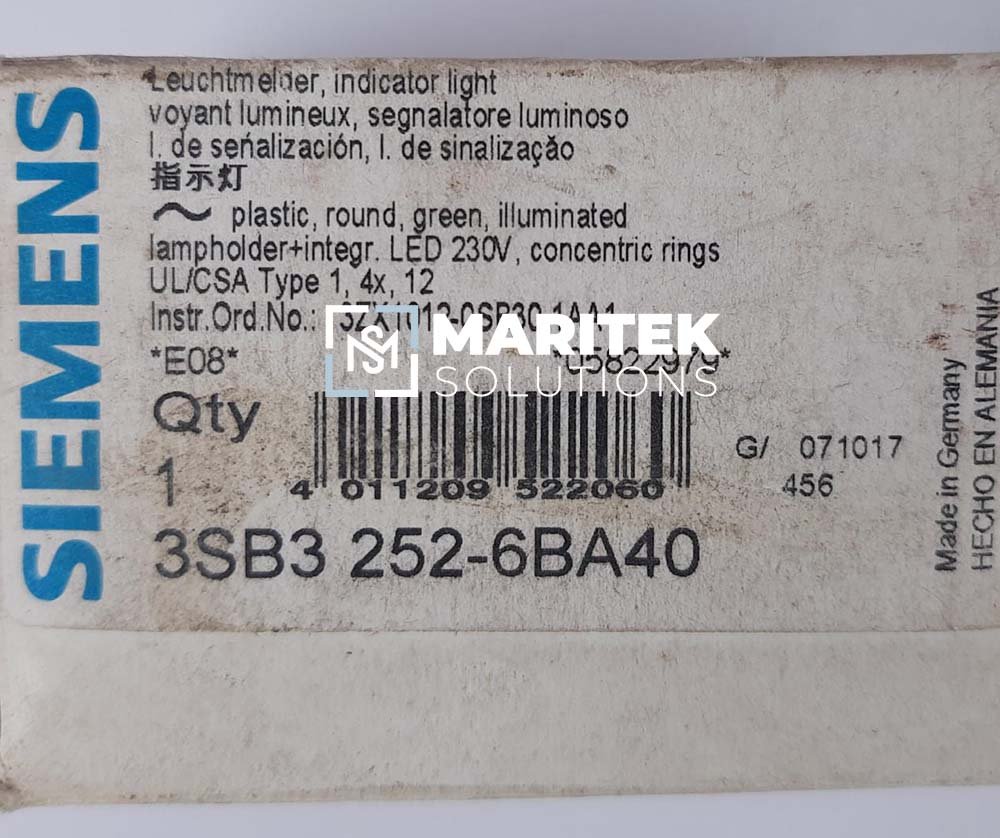 SIEMENS
Leuchtmelder, indicator light
voyant lumineux, segnalatore luminoso
I. de señalización, I. de sinalização
指示灯
～ plastic, round, green, illuminated
lampholder+integr. LED 230V, concentric rings
UL/CSA Type 1, 4x, 12
Instr.Ord.No.:
MARITEK
SOLUTIONS
*E08*
Qty
1
4 011209 522060
G/ 071017
456
3SB3 252-6BA40
Made in Germany
HECHO EN ALEMANIA